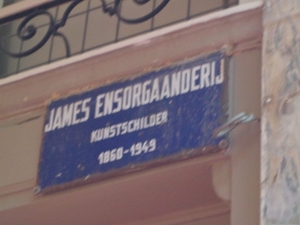 JAMES ENSORGAANDERIJ
KUNSTSCHILDER
1860-1949